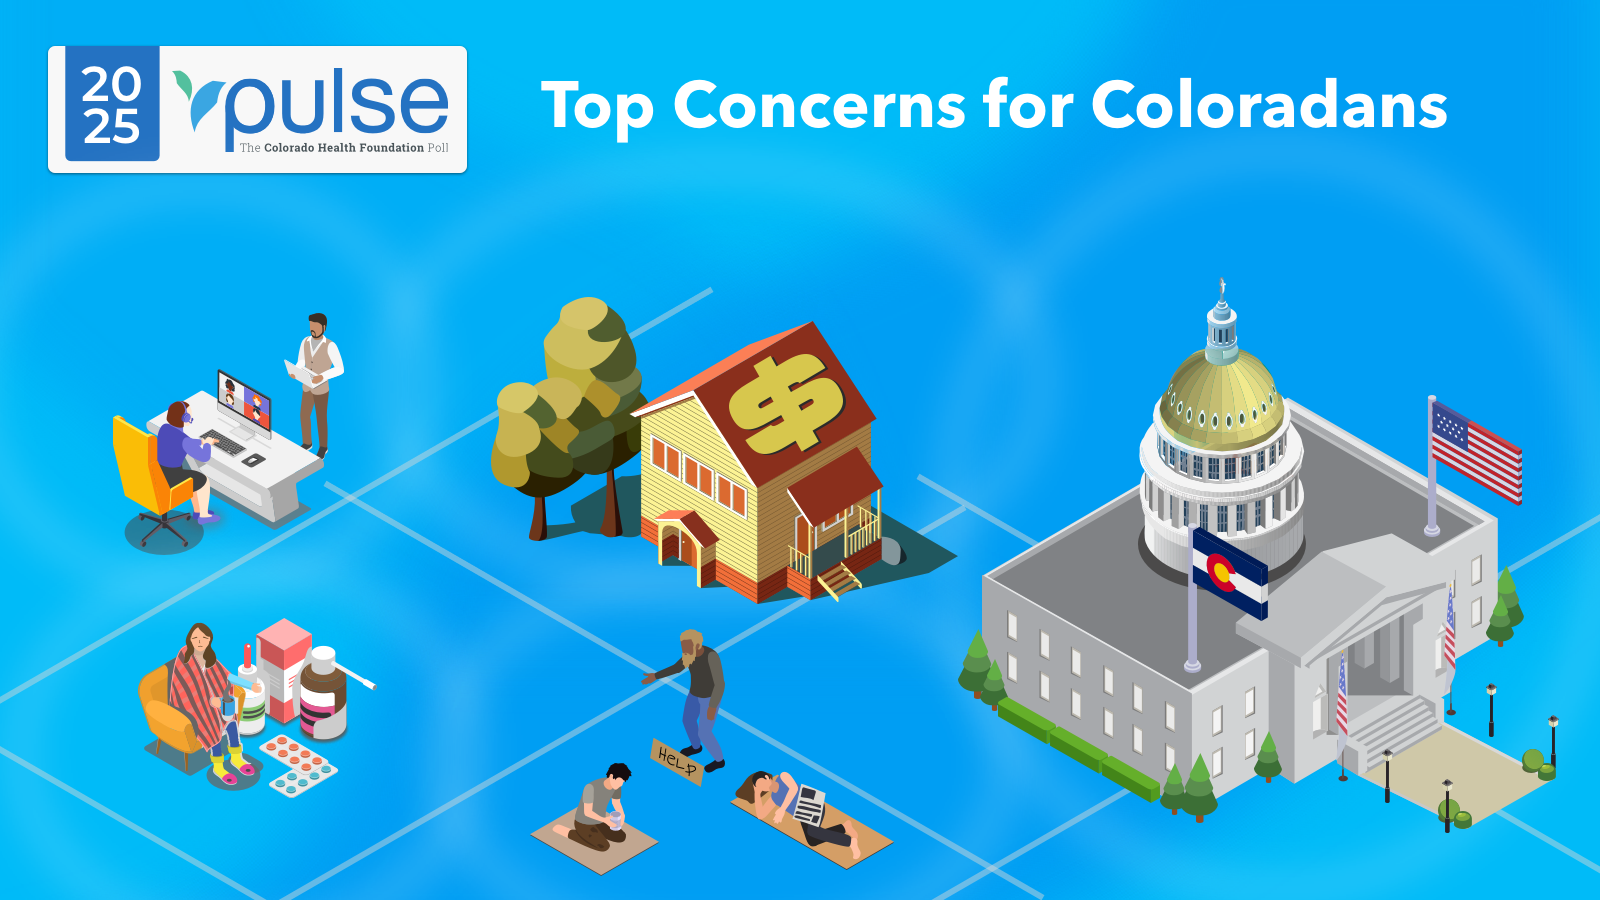 20
25
pulse
The Colorado Health Foundation Poll
Top Concerns for Coloradans
$
HELP